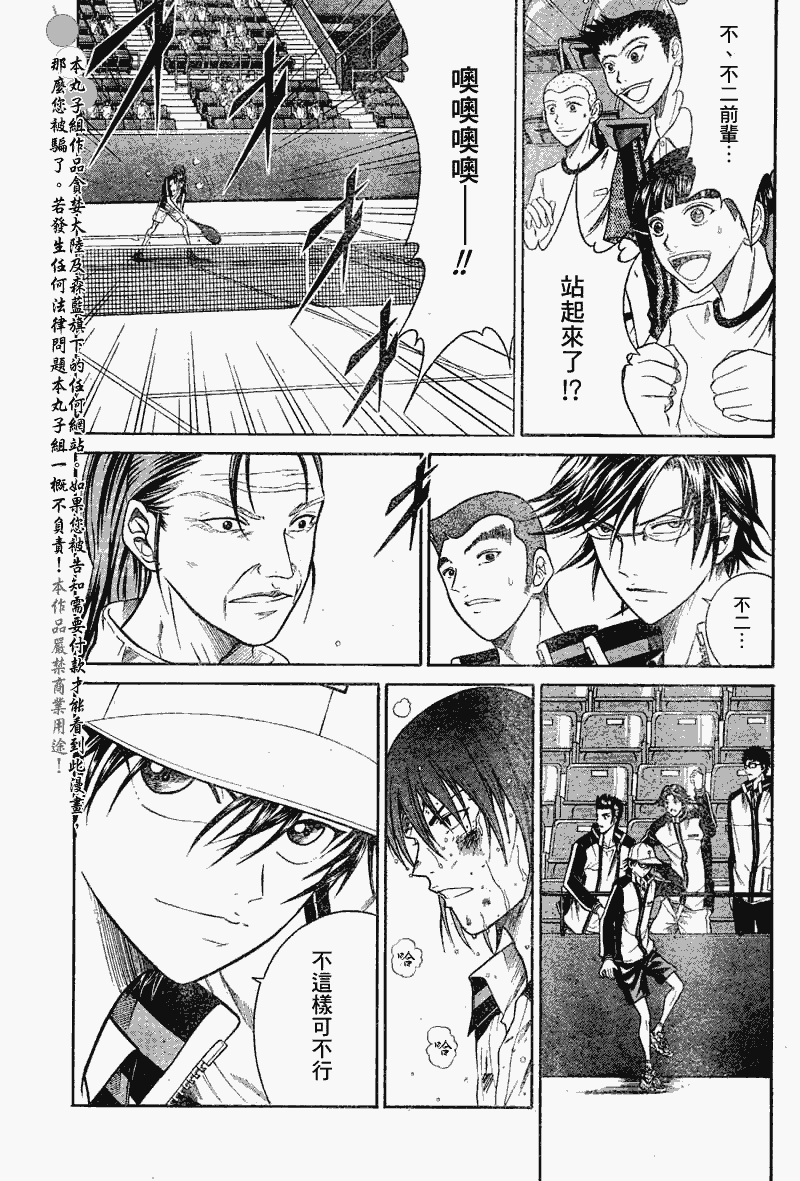 不、不二前輩…
站起來了!?
噢噢噢噢——!!
不二…
哈
哈
不這樣可不行
本丸子組作品貪婪大陸及森藍旗下的任何網站。如果您被告知需要付款才能看到此漫畫,
那麼您被騙了。若發生任何法律問題本丸子組一概不負責!本作品嚴禁商業用途!